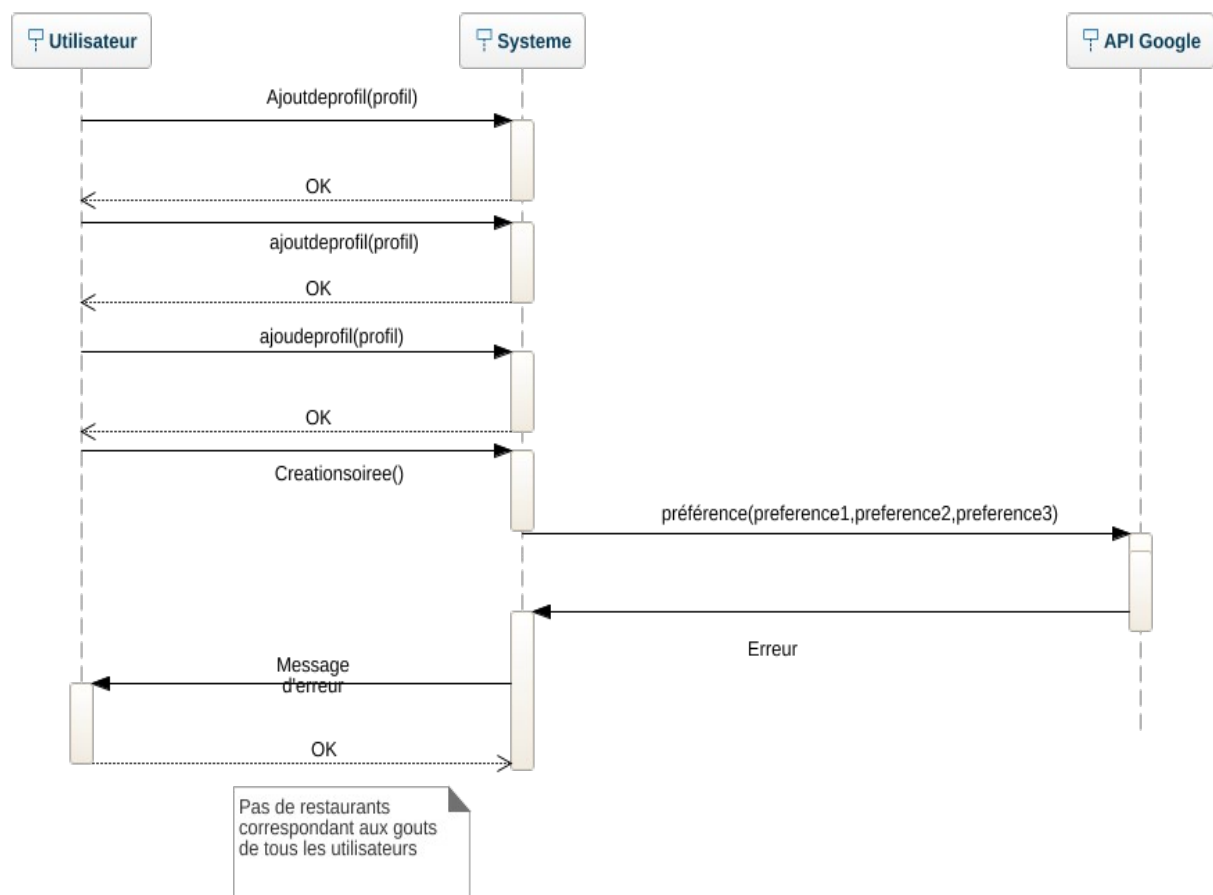 Utilisateur
Systeme
API Google
Ajoutdeprofil(profil)
OK
ajoutdeprofil(profil)
OK
ajoudeprofil(profil)
OK
Creationsoiree()
préférence(preference1,preference2,preference3)
Erreur
Message
d'erreur
OK
Pas de restaurants
correspondant aux gouts
de tous les utilisateurs